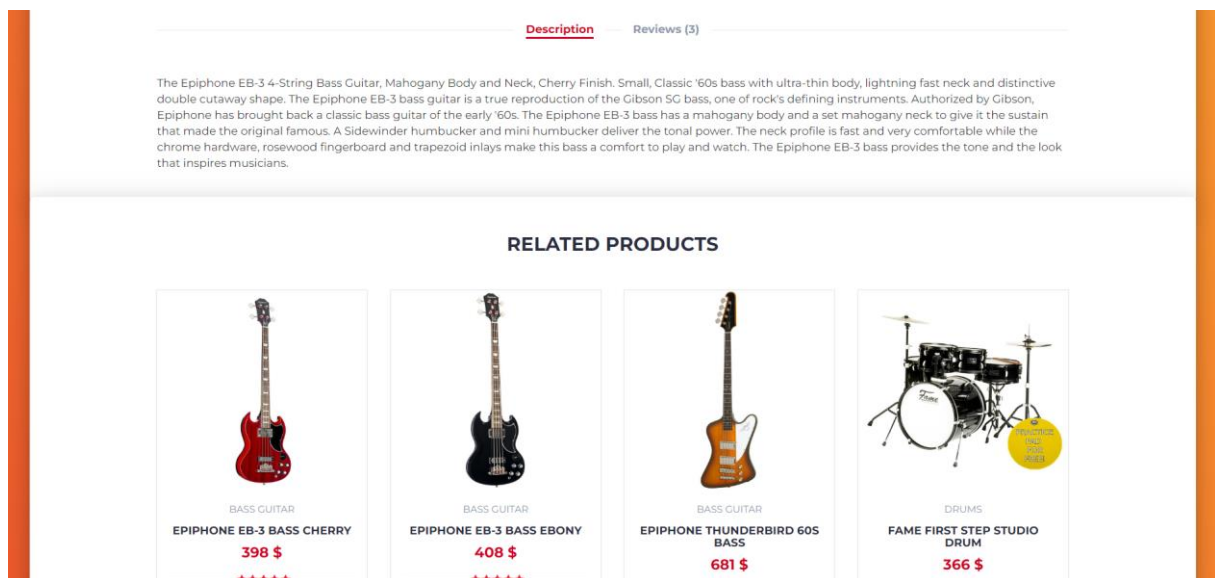 Description
Reviews (3)
The Epiphone EB-3 4-String Bass Guitar, Mahogany Body and Neck, Cherry Finish. Small, Classic '60s bass with ultra-thin body, lightning fast neck and distinctive
double cutaway shape. The Epiphone EB-3 bass guitar is a true reproduction of the Gibson SG bass, one of rock's defining instruments. Authorized by Gibson,
Epiphone has brought back a classic bass guitar of the early '60s. The Epiphone EB-3 bass has a mahogany body and a set mahogany neck to give it the sustain
that made the original famous. A Sidewinder humbucker and mini humbucker deliver the tonal power. The neck profile is fast and very comfortable while the
chrome hardware, rosewood fingerboard and trapezoid inlays make this bass a comfort to play and watch. The Epiphone EB-3 bass provides the tone and the look
that inspires musicians.
RELATED PRODUCTS
Fame
PRACTICE
PAD
FOR
FREE!
BASS GUITAR
EPIPHONE EB-3 BASS CHERRY
398 $
BASS GUITAR
EPIPHONE EB-3 BASS EBONY
408 $
BASS GUITAR
EPIPHONE THUNDERBIRD 60S
BASS
681 $
DRUMS
FAME FIRST STEP STUDIO
DRUM
366 $